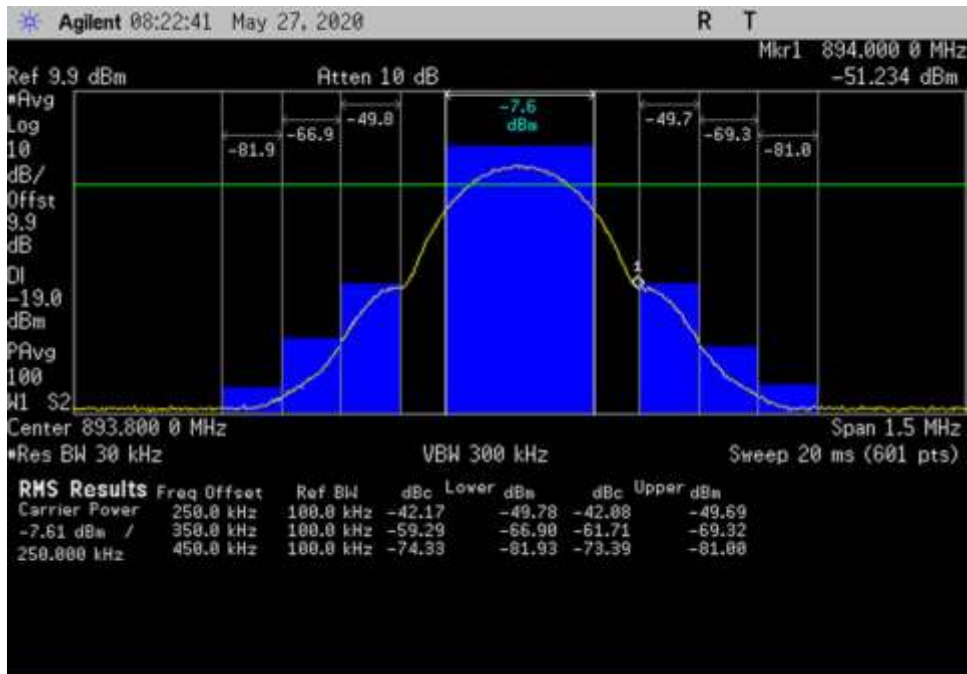 Agilent 08:22:41 May 27, 2020 R T
Mkr1 894.000 0 MHz
Ref 9.9 dBm Atten 10 dB -51.234 dBm
#Avg
Log
10
dB/
Offst
9.9
dB
DI
-19.0
dBm
PAvg
100
W1 S2
-81.9 -66.9 -49.8 -7.6 dBm -49.7 -69.3 -81.0
1
Center 893.800 0 MHz Span 1.5 MHz
#Res BW 30 kHz VBW 300 kHz Sweep 20 ms (601 pts)
RMS Results Freq Offset Ref BW dBc Lower dBm dBc Upper dBm
Carrier Power 250.0 kHz 100.0 kHz -42.17 -49.78 -42.08 -49.69
-7.61 dBm / 350.0 kHz 100.0 kHz -59.29 -66.90 -61.71 -69.32
250.000 kHz 450.0 kHz 100.0 kHz -74.33 -81.93 -73.39 -81.00